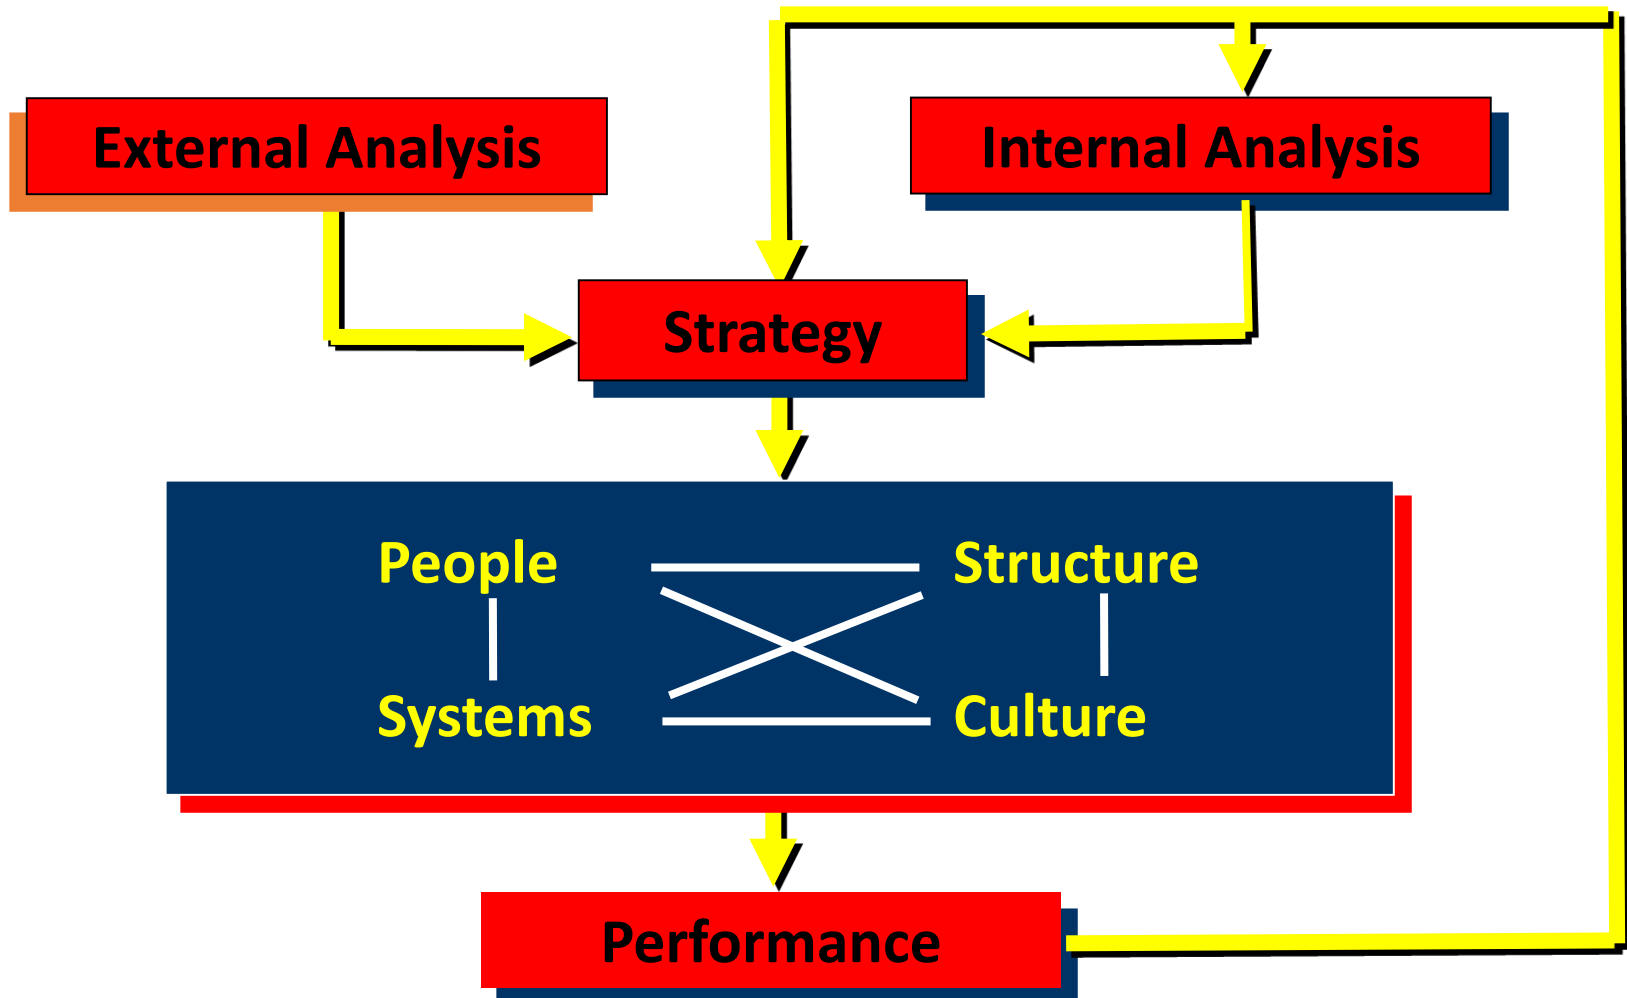 External Analysis
Internal Analysis
Strategy
People
Structure
Systems
Culture
Performance